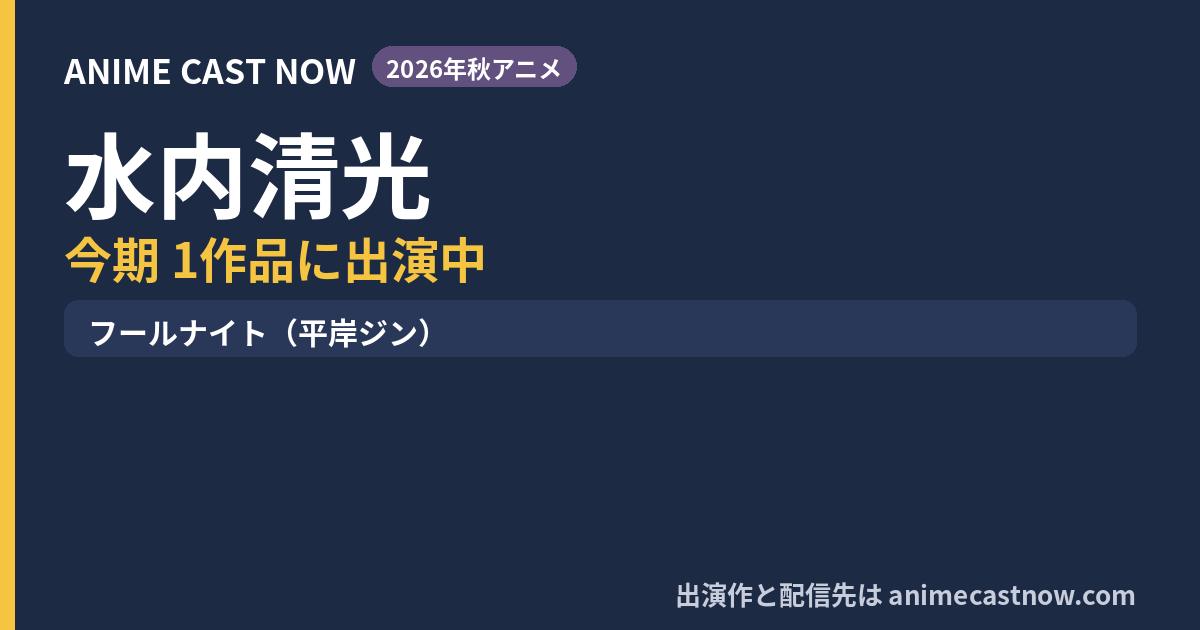 ANIME CAST NOW 2026年秋アニメ
水内清光
今期 1作品に出演中
フールナイト（平岸ジン）
出演作と配信先は animecastnow.com